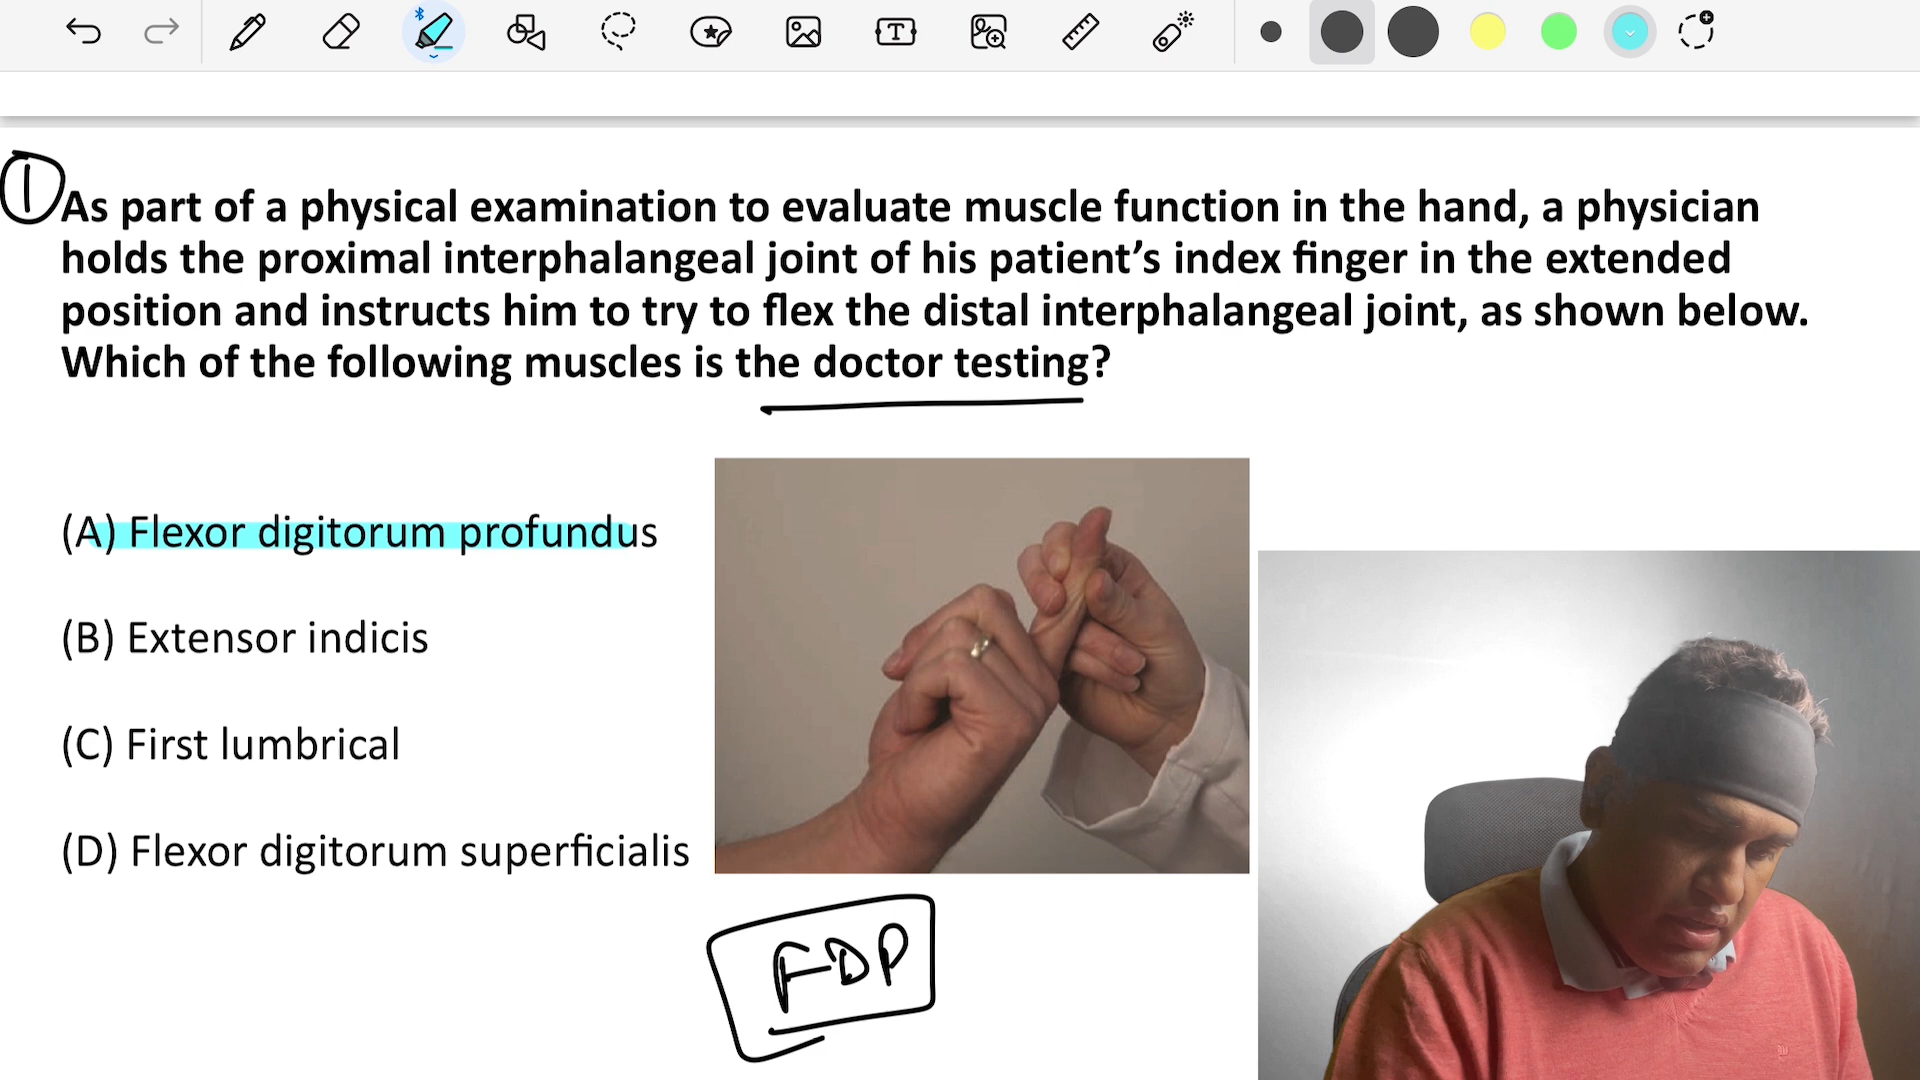 1
As part of a physical examination to evaluate muscle function in the hand, a physician
holds the proximal interphalangeal joint of his patient’s index finger in the extended
position and instructs him to try to flex the distal interphalangeal joint, as shown below.
Which of the following muscles is the doctor testing?
(A) Flexor digitorum profundus
(B) Extensor indicis
(C) First lumbrical
(D) Flexor digitorum superficialis
FDP